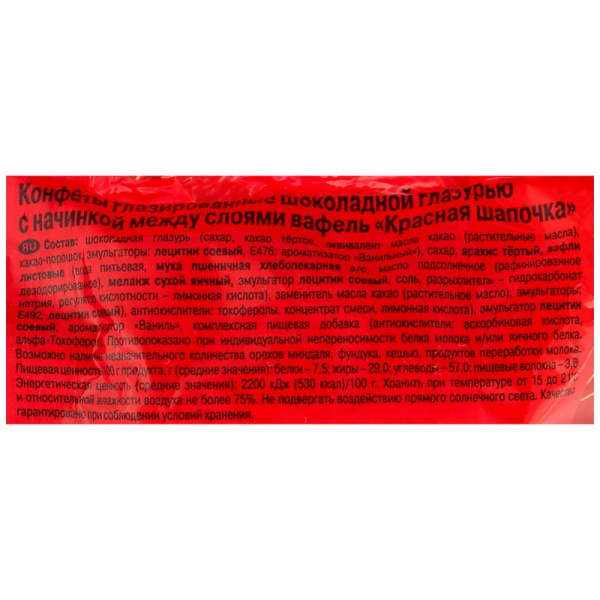 Конфеты глазированные шоколадной глазурью
с начинкой между слоями вафель «Красная шапочка»
RU Состав: шоколадная глазурь (сахар, какао тёртое, эквивалент масла какао (растительные масла),
какао-порошок, эмульгаторы: лецитин соевый, Е476; ароматизатор «Ванильный»), сахар, арахис тёртый, вафли
листовые (вода питьевая, мука пшеничная хлебопекарная в/с, масло подсолнечное (рафинированное
дезодорированное), меланж сухой яичный, эмульгатор лецитин соевый, соль, разрыхлитель – гидрокарбонат
натрия, регулятор кислотности – лимонная кислота), заменитель масла какао (растительное масло), эмульгаторы:
Е492, лецитин соевый), антиокислители: токоферолы, концентрат смеси, лимонная кислота), эмульгатор лецитин
соевый, ароматизатор «Ваниль», комплексная пищевая добавка (антиокислители: аскорбиновая кислота,
альфа-Токоферол). Противопоказано при индивидуальной непереносимости белка молока и/или яичного белка.
Возможно наличие незначительного количества орехов миндаля, фундука, кешью, продуктов переработки молока.
Пищевая ценность 100 г продукта, г (средние значения): белки – 7,5; жиры – 29,0; углеводы – 57,0; пищевые волокна – 3,8.
Энергетическая ценность (средние значения): 2200 кДж (530 ккал)/100 г. Хранить при температуре от 15 до 21°С
и относительной влажности воздуха не более 75%. Не подвергать воздействию прямого солнечного света. Качество
гарантировано при соблюдении условий хранения.